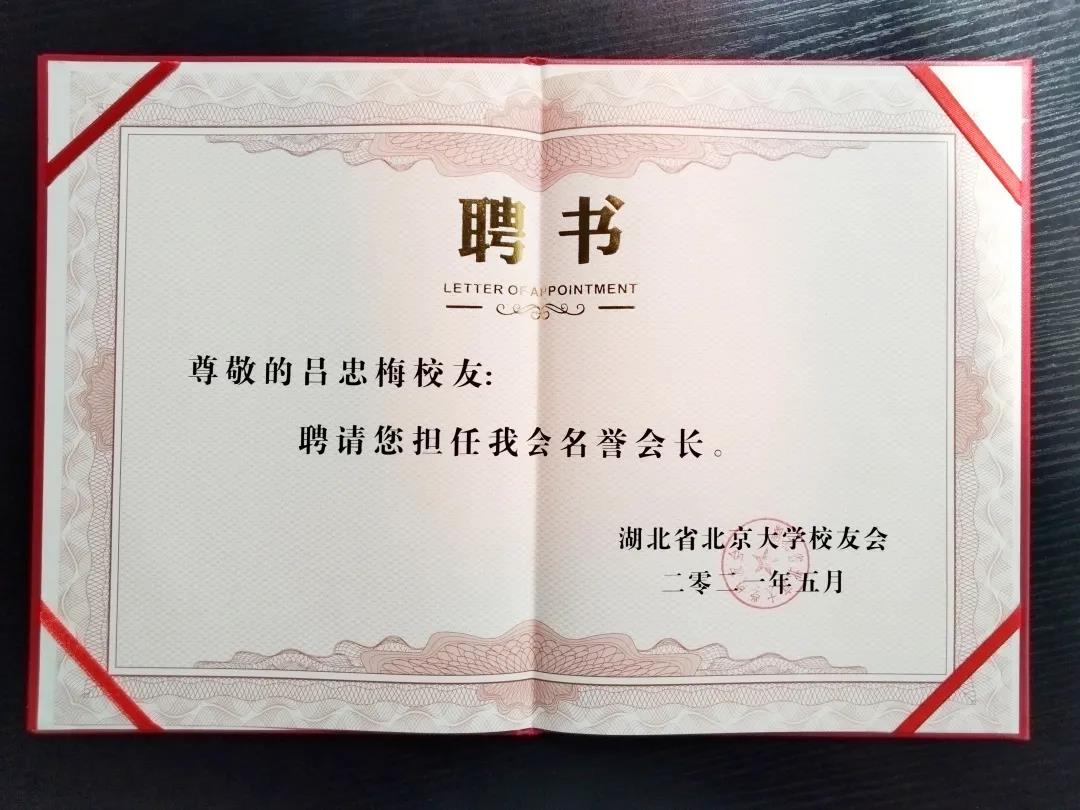 聘书
LETTER OF APPOINTMENT
尊敬的吕忠梅校友:
聘请您担任我会名誉会长。
湖北省北京大学校友会
二零二一年五月